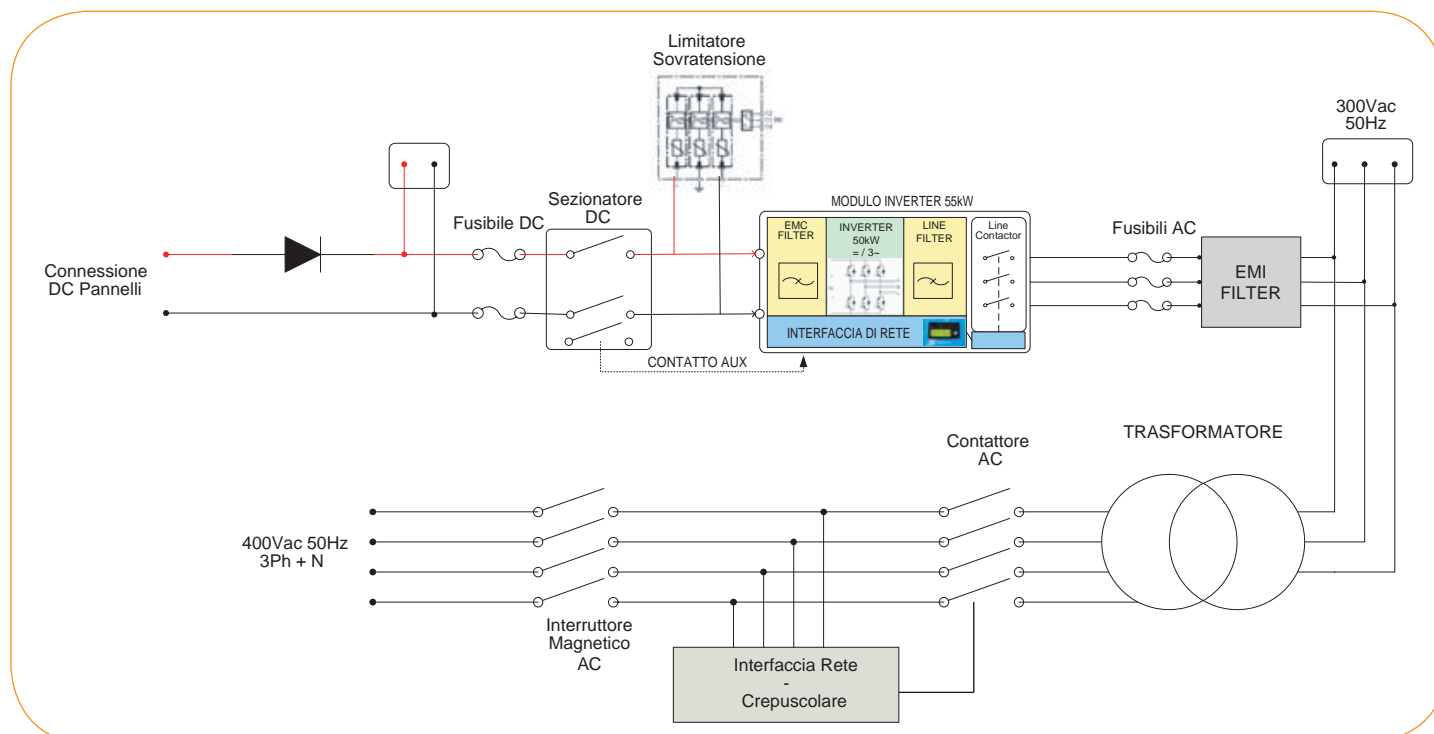 Limitatore
Sovratensione
300Vac
50Hz
Sezionatore
DC
Fusibile DC
MODULO INVERTER 55kW
EMC
FILTER
INVERTER
50kW
= / 3~
LINE
FILTER
Line
Contactor
Fusibili AC
Connessione
DC Pannelli
EMI
FILTER
INTERFACCIA DI RETE
CONTATTO AUX
TRASFORMATORE
Contattore
AC
400Vac 50Hz
3Ph + N
Interruttore
Magnetico
AC
Interfaccia Rete
-
Crepuscolare